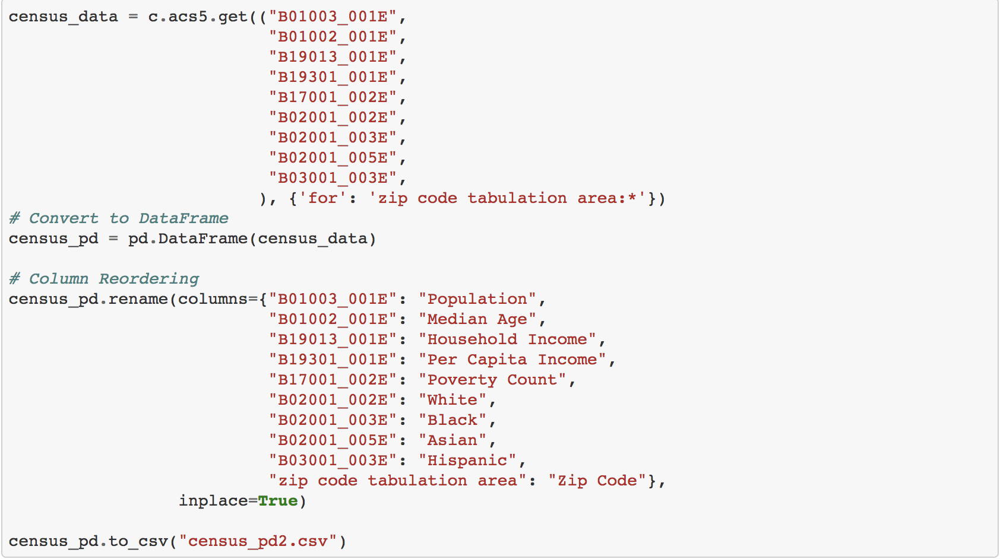 census_data = c.acs5.get(("B01003_001E",
"B01002_001E",
"B19013_001E",
"B19301_001E",
"B17001_002E",
"B02001_002E",
"B02001_003E",
"B02001_005E",
"B03001_003E",
), {'for': 'zip code tabulation area:*'})
# Convert to DataFrame
census_pd = pd.DataFrame(census_data)
# Column Reordering
census_pd.rename(columns={"B01003_001E": "Population",
"B01002_001E": "Median Age",
"B19013_001E": "Household Income",
"B19301_001E": "Per Capita Income",
"B17001_002E": "Poverty Count",
"B02001_002E": "White",
"B02001_003E": "Black",
"B02001_005E": "Asian",
"B03001_003E": "Hispanic",
"zip code tabulation area": "Zip Code"},
inplace=True)
census_pd.to_csv("census_pd2.csv")